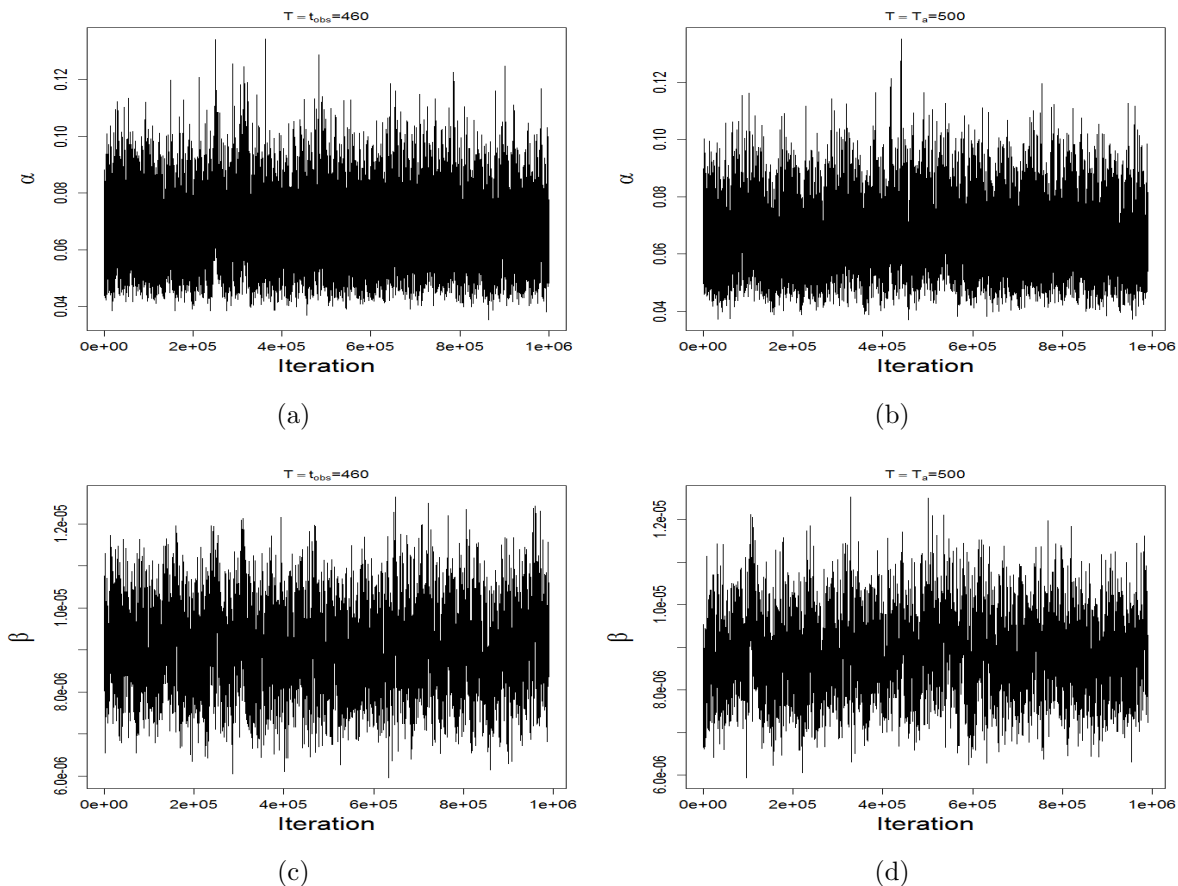 T = t_obs=460
α
0.04 0.06 0.08 0.10 0.12
0e+00 2e+05 4e+05 6e+05 8e+05 1e+06
Iteration
(a)
T = T_a=500
α
0.04 0.06 0.08 0.10 0.12
0e+00 2e+05 4e+05 6e+05 8e+05 1e+06
Iteration
(b)
T = t_obs=460
β
6.0e-06 8.0e-06 1.0e-05 1.2e-05
0e+00 2e+05 4e+05 6e+05 8e+05 1e+06
Iteration
(c)
T = T_a=500
β
6.0e-06 8.0e-06 1.0e-05 1.2e-05
0e+00 2e+05 4e+05 6e+05 8e+05 1e+06
Iteration
(d)